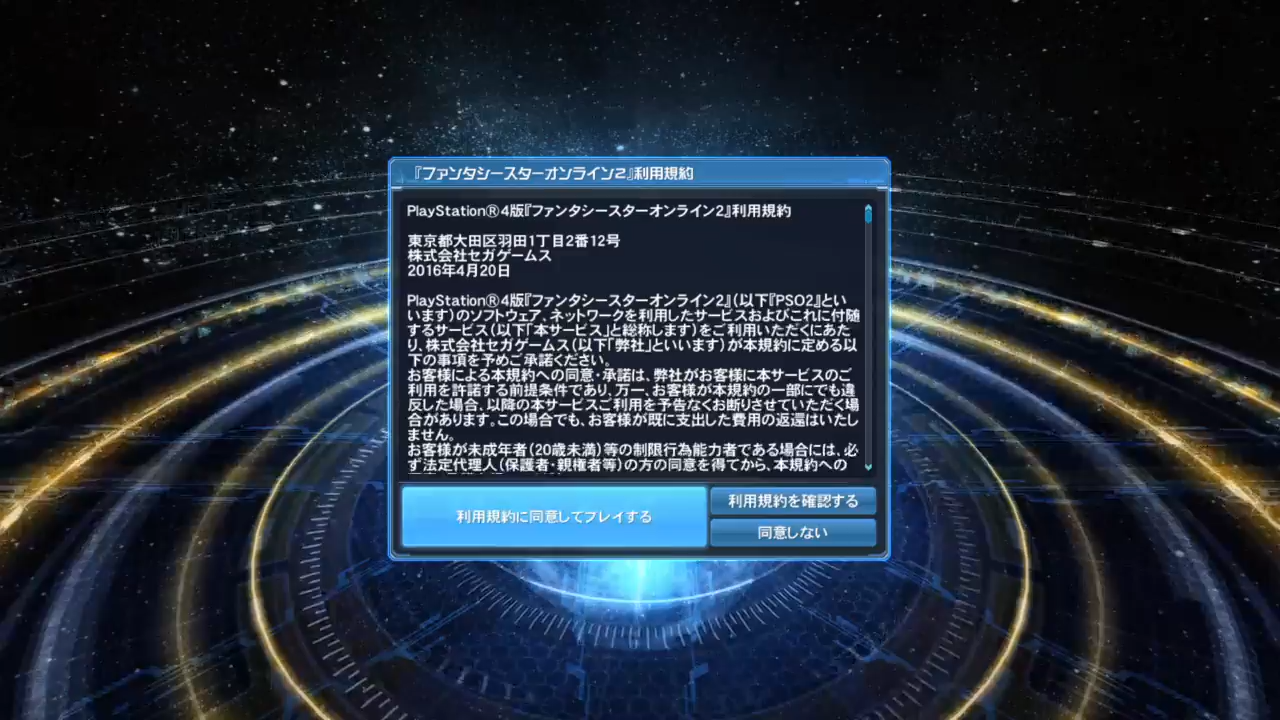 『ファンタシースターオンライン2』利用規約
PlayStation®4版『ファンタシースターオンライン2』利用規約
東京都大田区羽田1丁目2番12号
株式会社セガゲームス
2016年4月20日
PlayStation®4版『ファンタシースターオンライン2』（以下『PSO2』とい
います）のソフトウェア、ネットワークを利用したサービスおよびこれに付随
するサービス（以下「本サービス」と総称します）をご利用いただくにあた
り、株式会社セガゲームス（以下「弊社」といいます）が本規約に定める以
下の事項を予めご承諾ください。
お客様による本規約への同意・承諾は、弊社がお客様に本サービスのご
利用を許諾する前提条件であり、万一、お客様が本規約の一部にでも違
反した場合、以降の本サービスご利用を予告なくお断りさせていただく場
合があります。この場合でも、お客様が既に支出した費用の返還はいたし
ません。
お客様が未成年者（20歳未満）等の制限行為能力者である場合には、必
ず法定代理人（保護者・親権者等）の方の同意を得てから、本規約への
利用規約に同意してプレイする
利用規約を確認する
同意しない